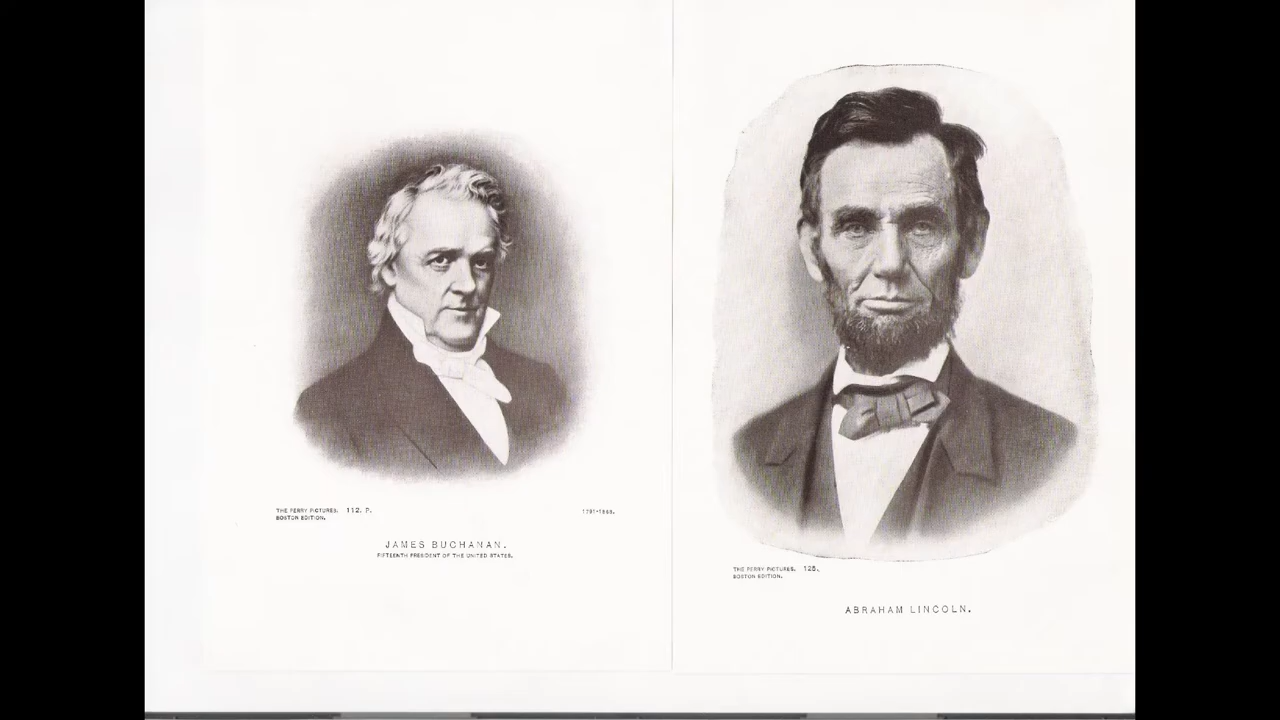 THE PERRY PICTURES. 112. P.
BOSTON EDITION.
1791-1868.
JAMES BUCHANAN.
FIFTEENTH PRESIDENT OF THE UNITED STATES.
THE PERRY PICTURES. 125.
BOSTON EDITION.
ABRAHAM LINCOLN.